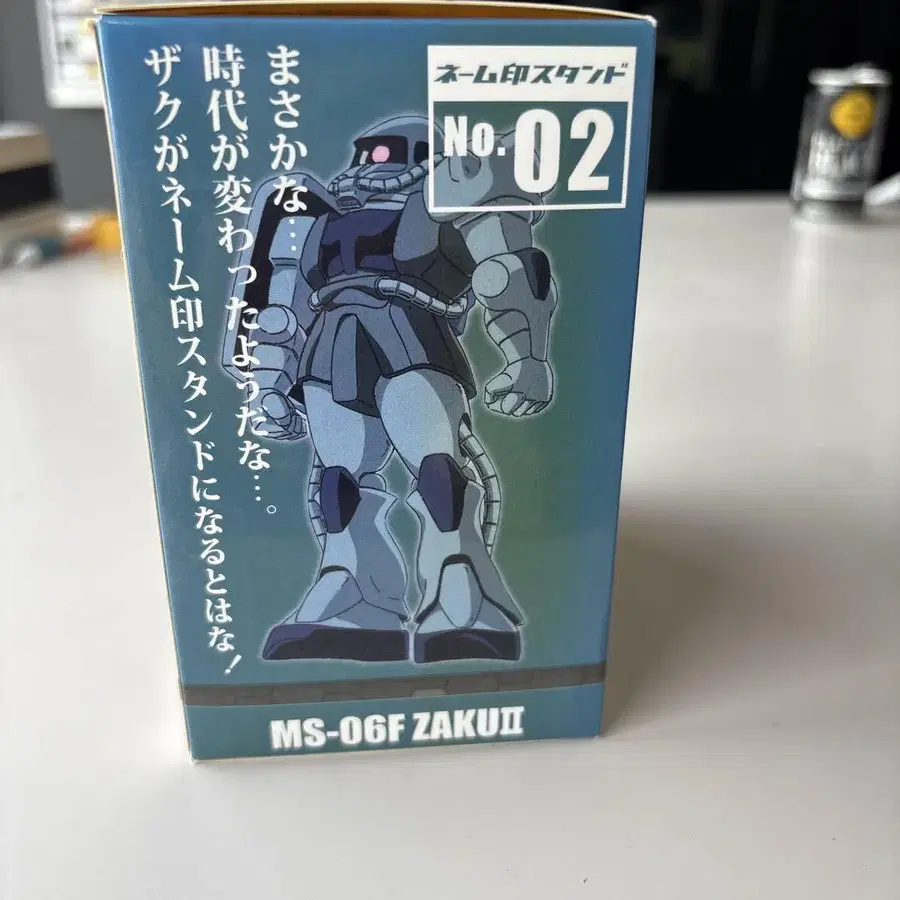 ネーム印スタンド
No. 02
まさかな…
時代が変わったようだな…。
ザクがネーム印スタンドになるとはな!
MS-06F ZAKUⅡ